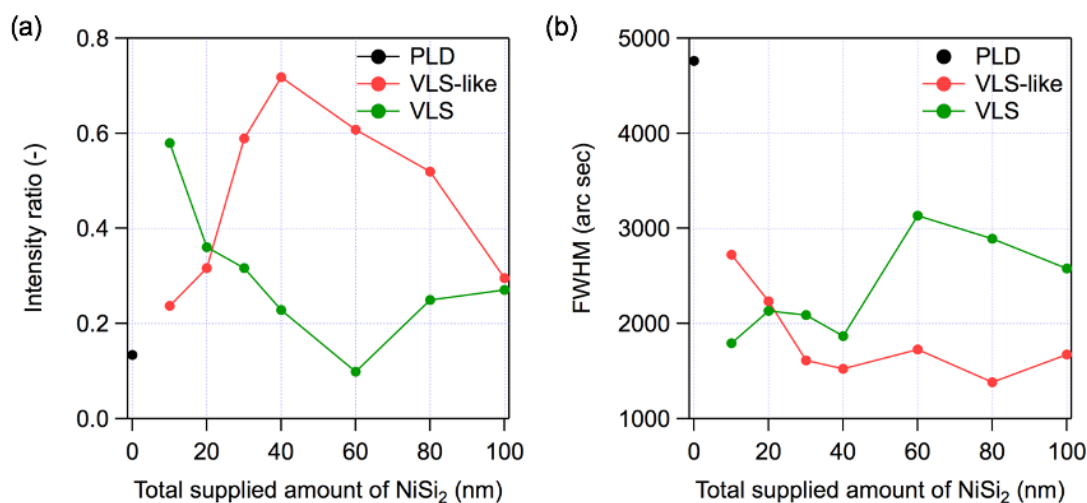 (a)
0.8
0.6
0.4
0.2
0.0
Intensity ratio (-)
PLD
VLS-like
VLS
0 20 40 60 80 100
Total supplied amount of NiSi₂ (nm)
(b)
5000
4000
3000
2000
1000
FWHM (arc sec)
PLD
VLS-like
VLS
0 20 40 60 80 100
Total supplied amount of NiSi₂ (nm)